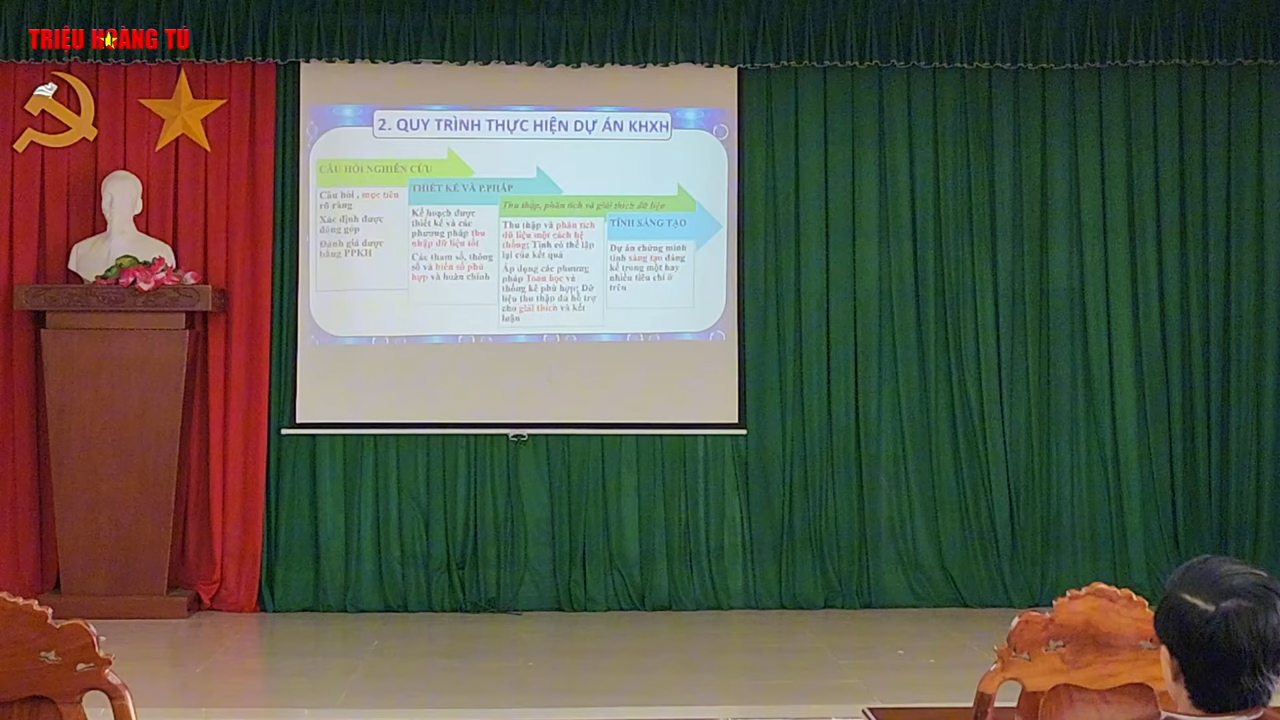 TRIỆU HOÀNG TÚ
2. QUY TRÌNH THỰC HIỆN DỰ ÁN KHXH
CÂU HỎI NGHIÊN CỨU
Câu hỏi , mục tiêu
rõ ràng
Xác định được
đóng góp
Đánh giá được
bằng PPKH
THIẾT KẾ VÀ P.PHÁP
Kế hoạch được
thiết kế và các
phương pháp thu
nhập dữ liệu tốt
Các tham số, thông
số và biến số phù
hợp và hoàn chỉnh
Thu thập, phân tích và giải thích dữ liệu
Thu thập và phân tích
dữ liệu một cách hệ
thống; Tính có thể lặp
lại của kết quả
Áp dụng các phương
pháp Toán học và
thống kê phù hợp; Dữ
liệu thu thập đủ hỗ trợ
cho giải thích và kết
luận
TÍNH SÁNG TẠO
Dự án chứng minh
tính sáng tạo đáng
kể trong một hay
nhiều tiêu chí ở
trên